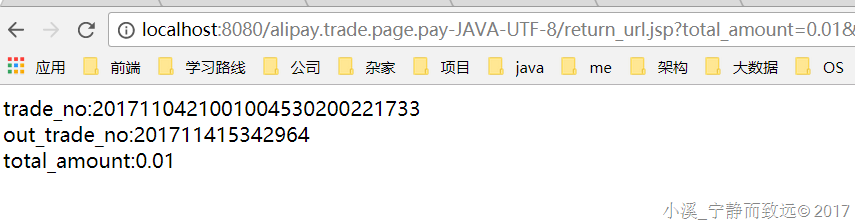 localhost:8080/alipay.trade.page.pay-JAVA-UTF-8/return_url.jsp?total_amount=0.01&
应用 前端 学习路线 公司 杂家 项目 java me 架构 大数据 OS
trade_no:2017110421001004530200221733
out_trade_no:201711415342964
total_amount:0.01
小溪_宁静而致远© 2017